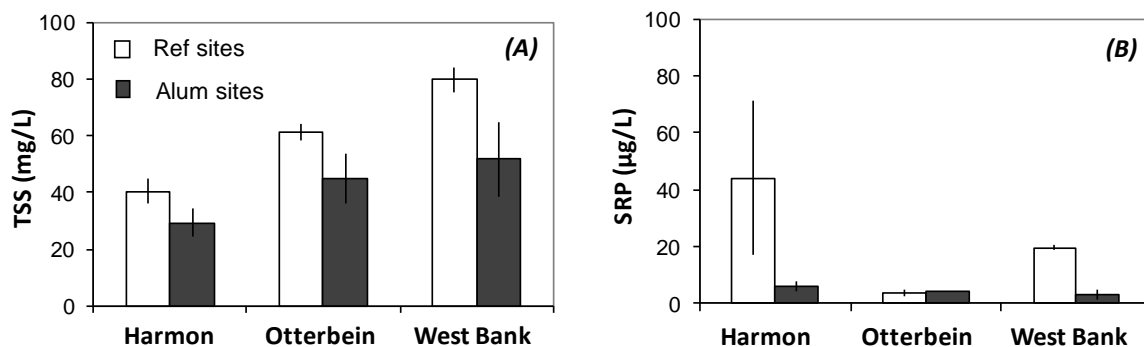 100
80
60
40
20
0
TSS (mg/L)
Ref sites
Alum sites
(A)
Harmon Otterbein West Bank
100
80
60
40
20
0
SRP (µg/L)
(B)
Harmon Otterbein West Bank